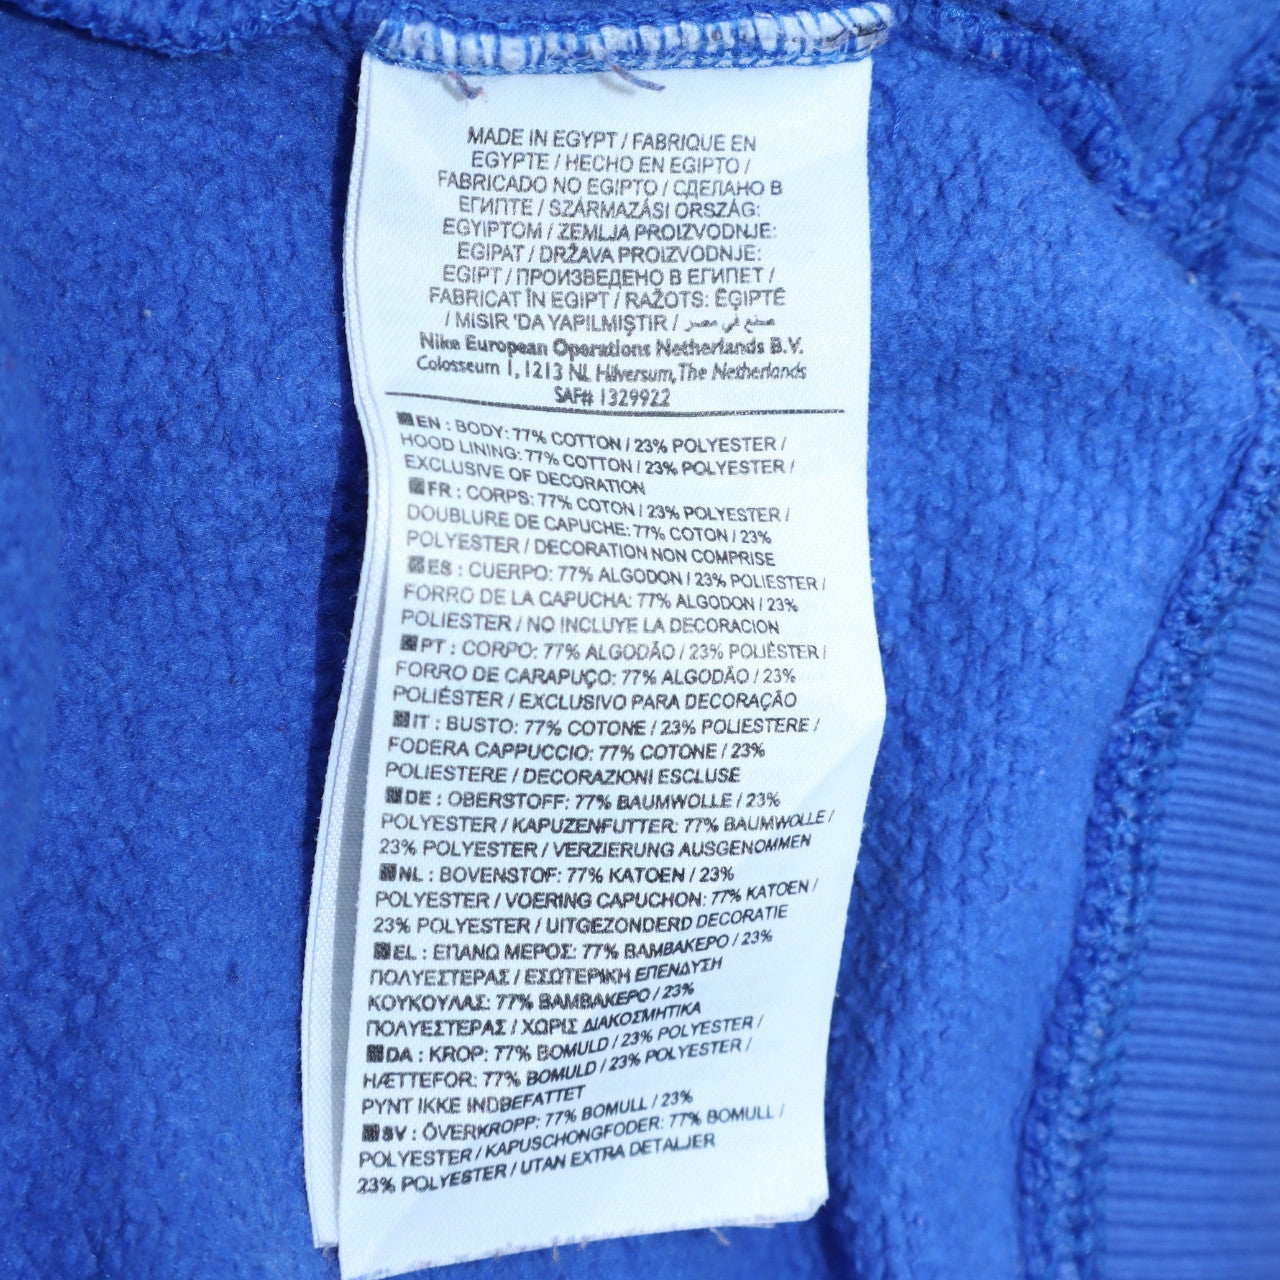 MADE IN EGYPT / FABRIQUE EN
EGYPTE / HECHO EN EGIPTO /
FABRICADO NO EGIPTO / СДЕЛАНО В
ЕГИПТЕ / SZÁRMAZÁSI ORSZÁG:
EGYIPTOM / ZEMLJA PROIZVODNJE:
EGIPAT / DRŽAVA PROIZVODNJE:
EGIPT / ПРОИЗВЕДЕНО В ЕГИПЕТ /
FABRICAT ÎN EGIPT / RAŽOTS: ĒĢIPTĒ
/ MISIR 'DA YAPILMIŞTIR / صنع في مصر
Nike European Operations Netherlands B.V.
Colosseum 1, 1213 NL Hilversum, The Netherlands
SAF# 1329922
EN : BODY: 77% COTTON / 23% POLYESTER /
HOOD LINING: 77% COTTON / 23% POLYESTER /
EXCLUSIVE OF DECORATION
FR : CORPS: 77% COTON / 23% POLYESTER /
DOUBLURE DE CAPUCHE: 77% COTON / 23%
POLYESTER / DECORATION NON COMPRISE
ES : CUERPO: 77% ALGODON / 23% POLIESTER /
FORRO DE LA CAPUCHA: 77% ALGODON / 23%
POLIESTER / NO INCLUYE LA DECORACION
PT : CORPO: 77% ALGODÃO / 23% POLIÉSTER /
FORRO DE CARAPUÇO: 77% ALGODÃO / 23%
POLIÉSTER / EXCLUSIVO PARA DECORAÇÃO
IT : BUSTO: 77% COTONE / 23% POLIESTERE /
FODERA CAPPUCCIO: 77% COTONE / 23%
POLIESTERE / DECORAZIONI ESCLUSE
DE : OBERSTOFF: 77% BAUMWOLLE / 23%
POLYESTER / KAPUZENFUTTER: 77% BAUMWOLLE /
23% POLYESTER / VERZIERUNG AUSGENOMMEN
NL : BOVENSTOF: 77% KATOEN / 23%
POLYESTER / VOERING CAPUCHON: 77% KATOEN /
23% POLYESTER / UITGEZONDERD DECORATIE
EL : ΕΠΑΝΩ ΜΕΡΟΣ: 77% ΒΑΜΒΑΚΕΡΟ / 23%
ΠΟΛΥΕΣΤΕΡΑΣ / ΕΣΩΤΕΡΙΚΗ ΕΠΕΝΔΥΣΗ
ΚΟΥΚΟΥΛΑΣ: 77% ΒΑΜΒΑΚΕΡΟ / 23%
ΠΟΛΥΕΣΤΕΡΑΣ / ΧΩΡΙΣ ΔΙΑΚΟΣΜΗΤΙΚΑ
DA : KROP: 77% BOMULD / 23% POLYESTER /
HÆTTEFOR: 77% BOMULD / 23% POLYESTER /
PYNT IKKE INDBEFATTET
SV : ÖVERKROPP: 77% BOMULL / 23%
POLYESTER / KAPUSCHONGFODER: 77% BOMULL /
23% POLYESTER / UTAN EXTRA DETALJER